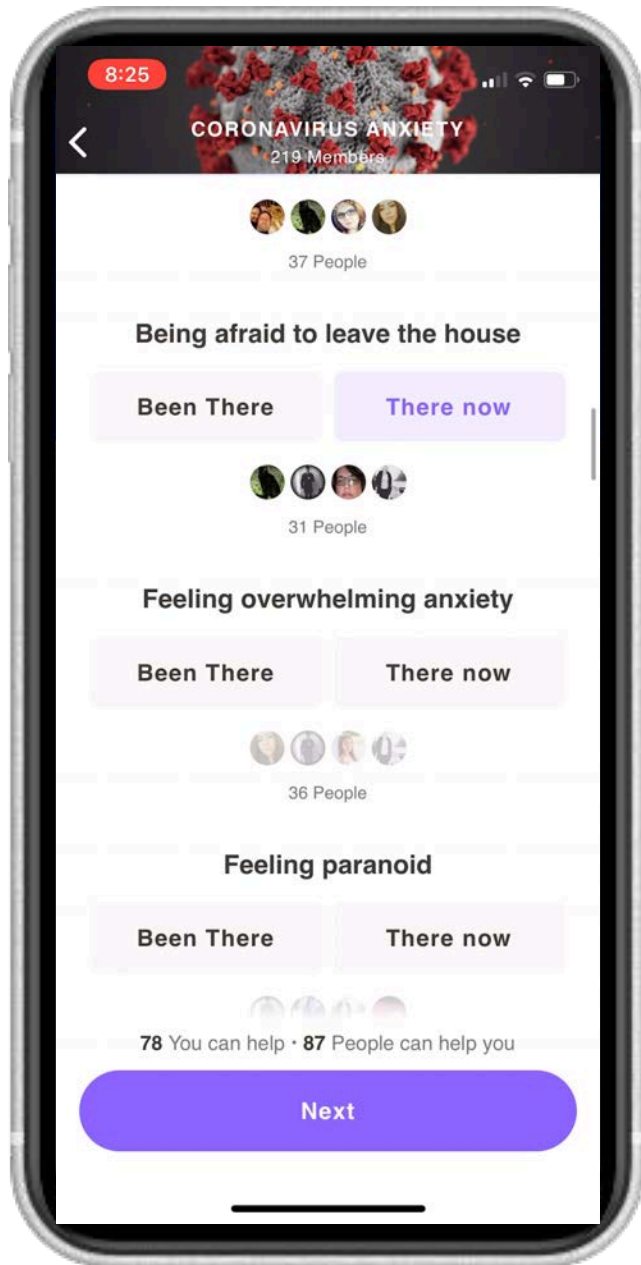 8:25
CORONAVIRUS ANXIETY
219 Members
37 People
Being afraid to leave the house
Been There There now
31 People
Feeling overwhelming anxiety
Been There There now
36 People
Feeling paranoid
Been There There now
78 You can help • 87 People can help you
Next